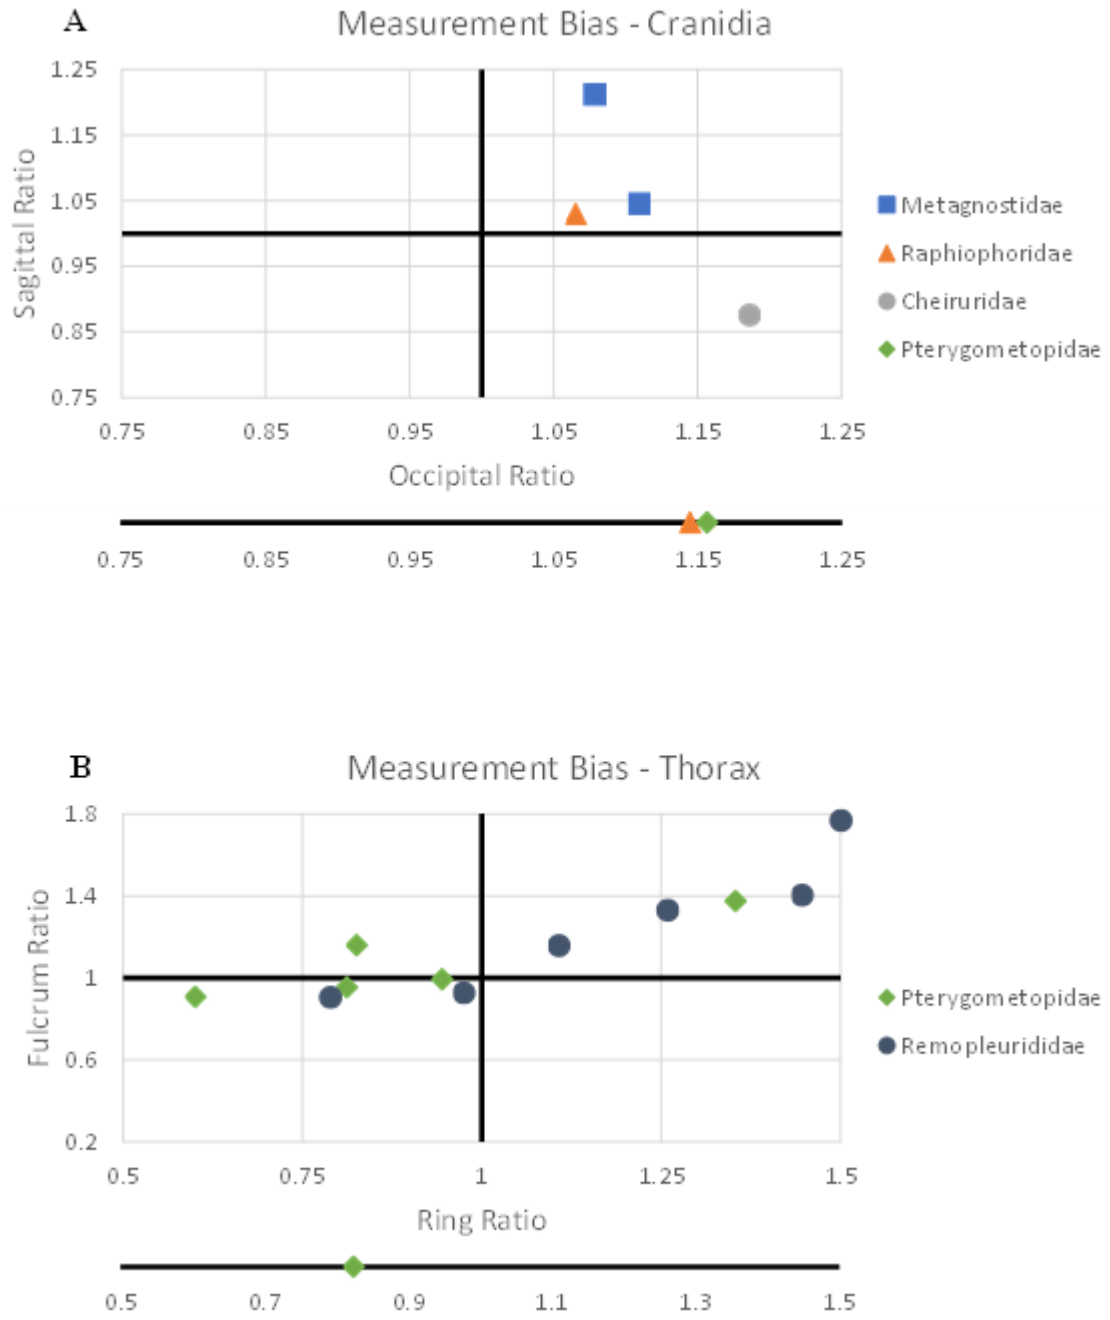 A
Measurement Bias - Cranidia
1.25
1.15
1.05
0.95
0.85
0.75
Sagittal Ratio
0.75 0.85 0.95 1.05 1.15 1.25
Occipital Ratio
Metagnostidae
Raphiophoridae
Cheiruridae
Pterygometopidae
0.75 0.85 0.95 1.05 1.15 1.25
B
Measurement Bias - Thorax
1.8
1.4
1
0.6
0.2
Fulcrum Ratio
0.5 0.75 1 1.25 1.5
Ring Ratio
Pterygometopidae
Remopleurididae
0.5 0.7 0.9 1.1 1.3 1.5